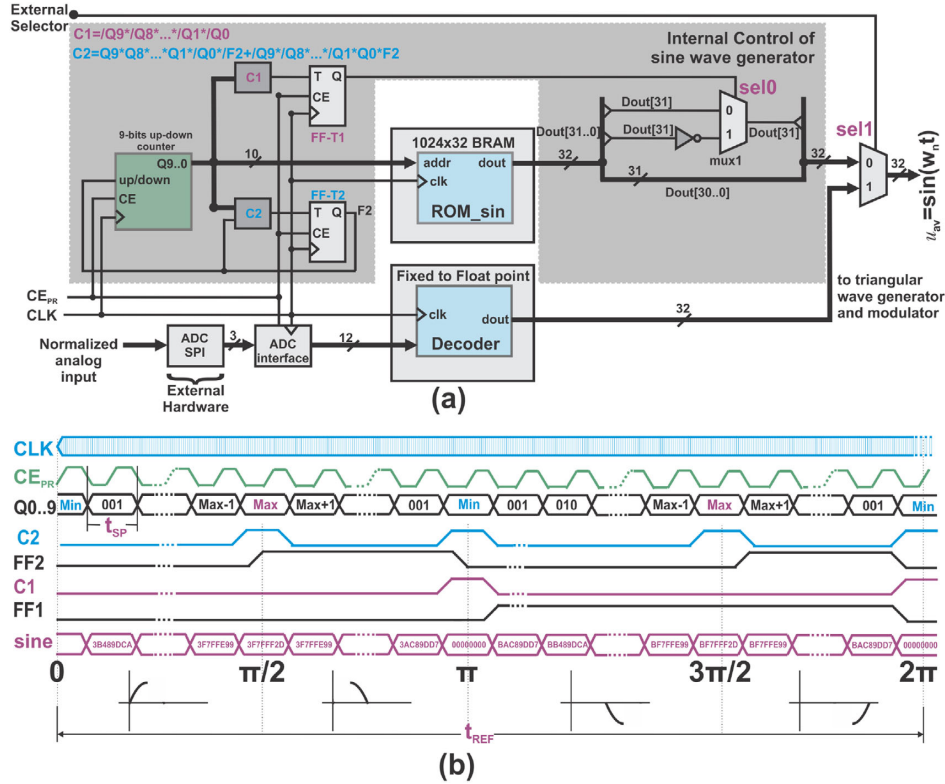 External
Selector
C1=/Q9*/Q8*...*/Q1*/Q0
C2=Q9*Q8*...*Q1*/Q0*/F2+/Q9*/Q8*...*/Q1*Q0*F2
Internal Control of
sine wave generator
C1
T Q
CE
FF-T1
sel0
Dout[31]
0
Dout[31]
1
Dout[31]
mux1
9-bits up-down
counter
Q9..0
up/down
CE
10
1024x32 BRAM
addr dout
clk
ROM_sin
Dout[31..0]
32
31
Dout[30..0]
32
sel1
0
1
32
u_av=sin(w_nt)
FF-T2
C2
T Q
CE
F2
CE_PR
CLK
Fixed to Float point
clk
dout
Decoder
32
to triangular
wave generator
and modulator
Normalized
analog
input
ADC
SPI
3
ADC
interface
12
External
Hardware
(a)
CLK
CE_PR
Q0..9 Min 001 Max-1 Max Max+1 001 Min 001 010 Max-1 Max Max+1 001 Min
t_SP
C2
FF2
C1
FF1
sine 3B489DCA 3F7FFE99 3F7FFF2D 3F7FFE99 3AC89DD7 00000000 BAC89DD7 BB489DCA BF7FFE99 BF7FFF2D BF7FFE99 BAC89DD7 00000000
0 π/2 π 3π/2 2π
t_REF
(b)